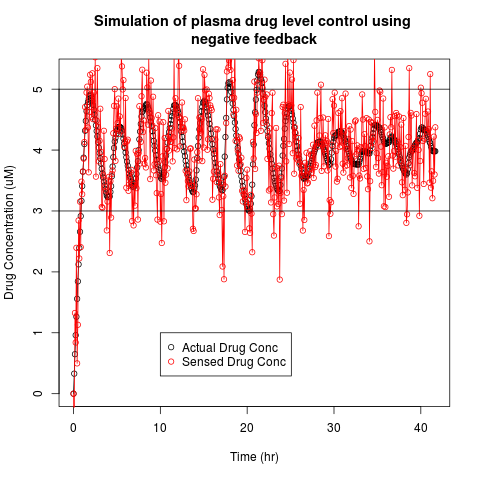 Simulation of plasma drug level control using
negative feedback
Drug Concentration (uM)
5
4
3
2
1
0
Actual Drug Conc
Sensed Drug Conc
0 10 20 30 40
Time (hr)